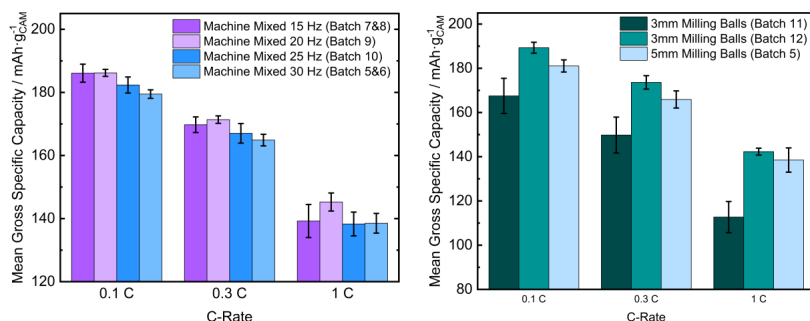 Mean Gross Specific Capacity / mAh·g⁻¹CAM
200
180
160
140
120
Machine Mixed 15 Hz (Batch 7&8)
Machine Mixed 20 Hz (Batch 9)
Machine Mixed 25 Hz (Batch 10)
Machine Mixed 30 Hz (Batch 5&6)
0.1 C
0.3 C
1 C
C-Rate
Mean Gross Specific Capacity / mAh·g⁻¹CAM
200
180
160
140
120
100
80
3mm Milling Balls (Batch 11)
3mm Milling Balls (Batch 12)
5mm Milling Balls (Batch 5)
0.1 C
0.3 C
1 C
C-Rate